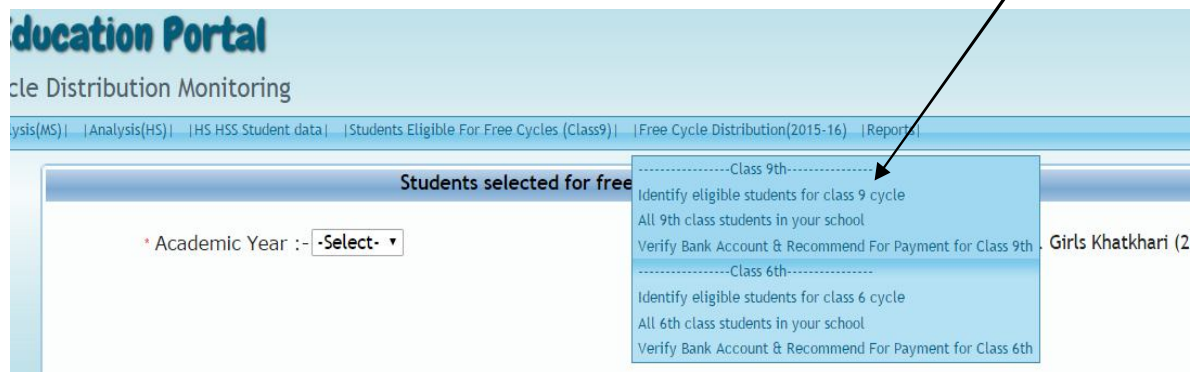 ducation Portal
cle Distribution Monitoring
ysis(MS)| |Analysis(HS)| |HS HSS Student data| |Students Eligible For Free Cycles (Class9)| |Free Cycle Distribution(2015-16) |Reports|
Students selected for free
* Academic Year :- -Select-
. Girls Khatkhari (2
----------------Class 9th----------------
Identify eligible students for class 9 cycle
All 9th class students in your school
Verify Bank Account & Recommend For Payment for Class 9th
----------------Class 6th----------------
Identify eligible students for class 6 cycle
All 6th class students in your school
Verify Bank Account & Recommend For Payment for Class 6th